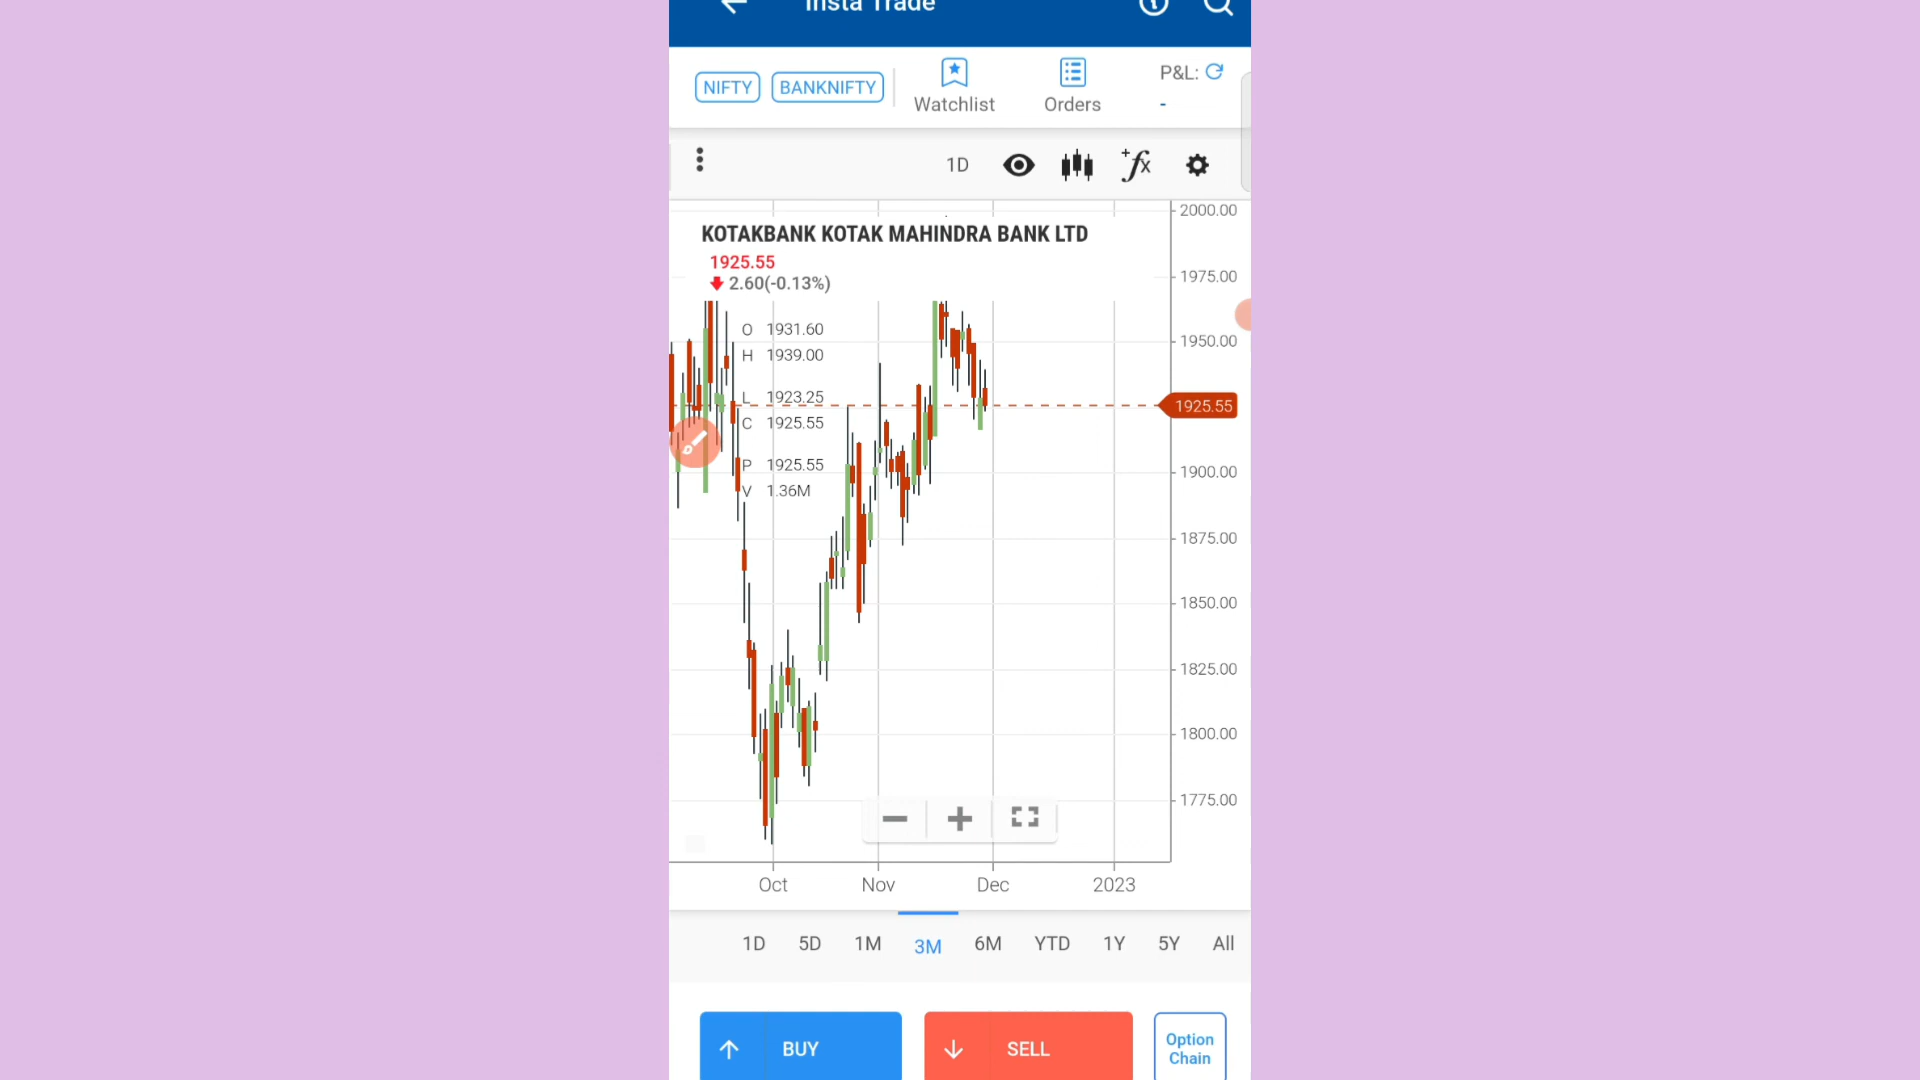 Insta Trade
NIFTY
BANKNIFTY
Watchlist
Orders
P&L:
-
1D
2000.00
KOTAKBANK KOTAK MAHINDRA BANK LTD
1925.55
2.60(-0.13%)
1975.00
O 1931.60
1950.00
H 1939.00
L 1923.25
1925.55
C 1925.55
P 1925.55
1900.00
V 1.36M
1875.00
1850.00
1825.00
1800.00
1775.00
Oct Nov Dec 2023
1D 5D 1M 3M 6M YTD 1Y 5Y All
BUY
SELL
Option
Chain